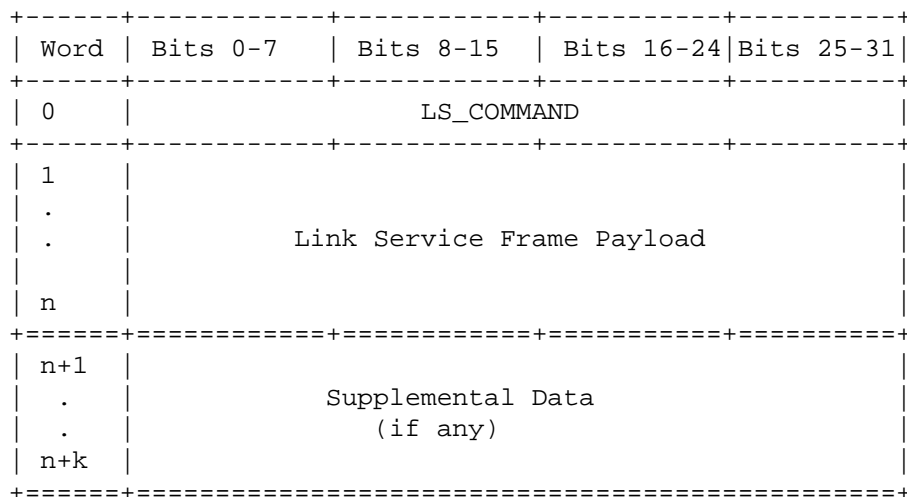 +------+------------+------------+-----------+----------+
| Word | Bits 0-7   | Bits 8-15  | Bits 16-24|Bits 25-31|
+------+------------+------------+-----------+----------+
| 0    |                  LS_COMMAND                    |
+------+------------+------------+-----------+----------+
| 1    |                                                |
| .    |                                                |
| .    |          Link Service Frame Payload            |
|      |                                                |
| n    |                                                |
+======+============+============+===========+==========+
| n+1  |                                                |
|  .   |            Supplemental Data                   |
|  .   |               (if any)                         |
| n+k  |                                                |
+======+================================================+